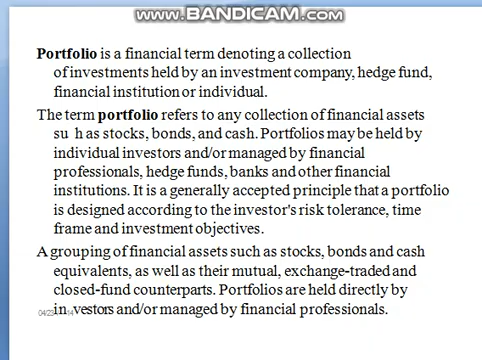 www.BANDICAM.com
Portfolio is a financial term denoting a collection
of investments held by an investment company, hedge fund,
financial institution or individual.
The term portfolio refers to any collection of financial assets
su h as stocks, bonds, and cash. Portfolios may be held by
individual investors and/or managed by financial
professionals, hedge funds, banks and other financial
institutions. It is a generally accepted principle that a portfolio
is designed according to the investor's risk tolerance, time
frame and investment objectives.
A grouping of financial assets such as stocks, bonds and cash
equivalents, as well as their mutual, exchange-traded and
closed-fund counterparts. Portfolios are held directly by
in vestors and/or managed by financial professionals.